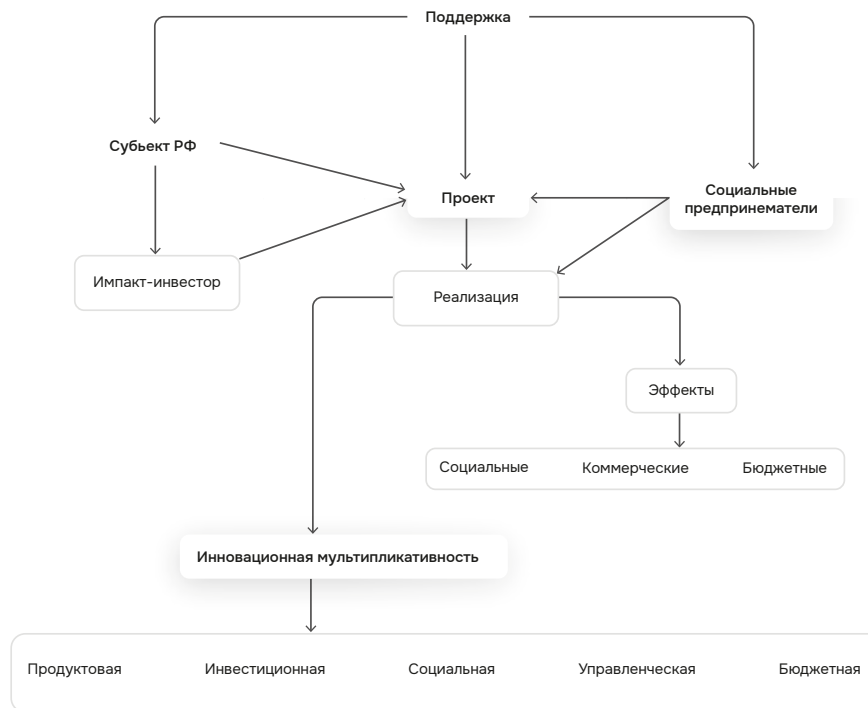 Поддержка
Субьект РФ
Проект
Социальные
предпринематели
Импакт-инвестор
Реализация
Эффекты
Социальные Коммерческие Бюджетные
Инновационная мультипликативность
Продуктовая Инвестиционная Социальная Управленческая Бюджетная